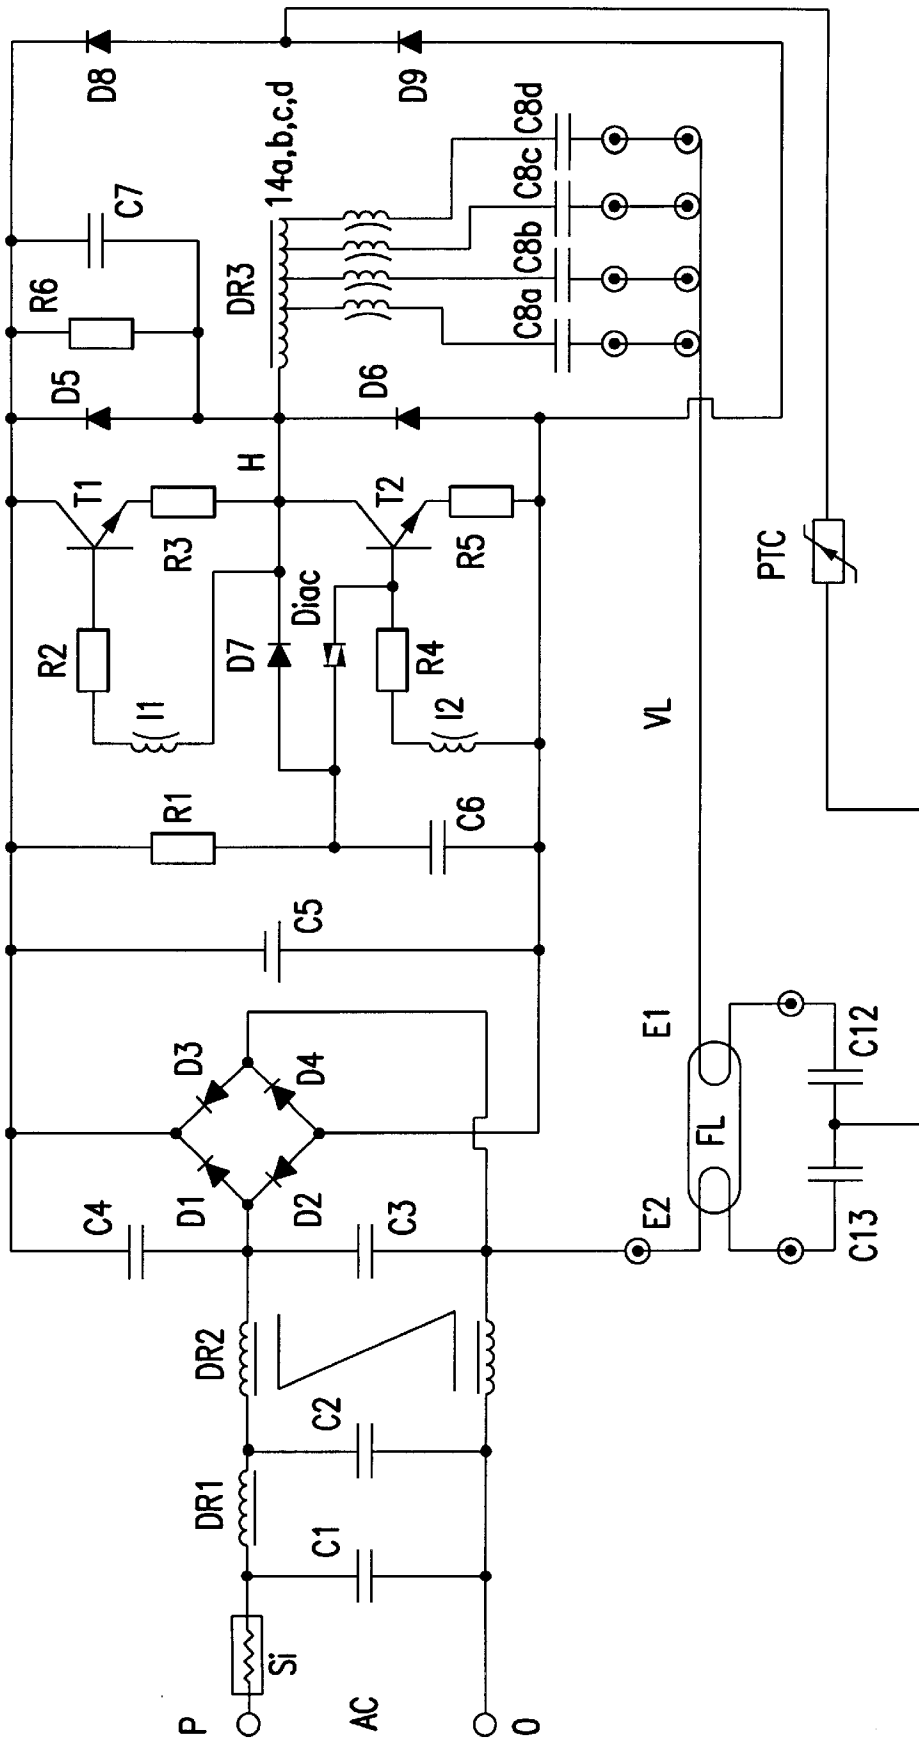 P
AC
O
Si
C1
DR1
C2
DR2
C4
C3
D1
D2
D3
D4
C5
R1
C6
I1
I2
R2
D7
Diac
R4
T1
R3
H
T2
R5
D5
D6
R6
C7
DR3
14a,b,c,d
C8a
C8b
C8c
C8d
D8
D9
E2
FL
E1
C13
C12
VL
PTC